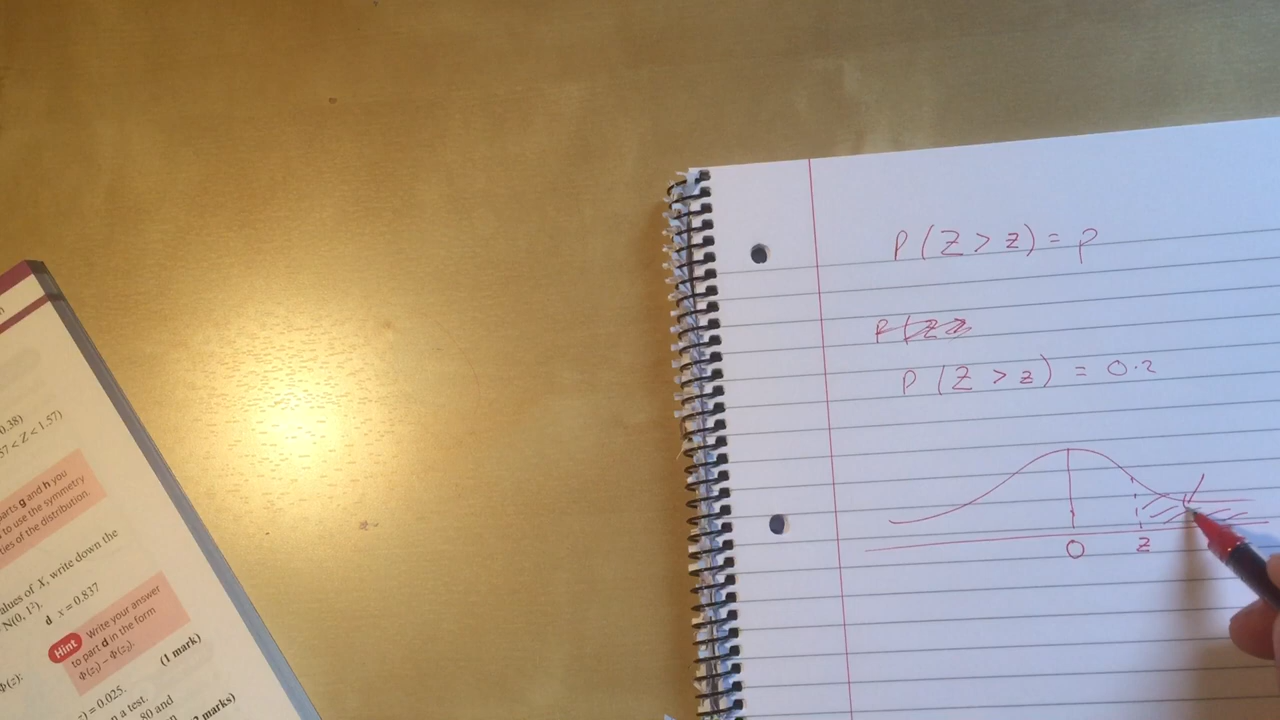 0.38)
57 < Z < 1.57)
parts g and h you
to use the symmetry
ties of the distribution.
alues of X, write down the
N(0, 1²).
d x = 0.837
Hint Write your answer
to part d in the form
Φ(z₁) − Φ(z₂).
(1 mark)
Φ(z):
) = 0.025.
n a test.
80 and
marks)
P(Z > z) = p
P(Z > z) = 0.2
0 z